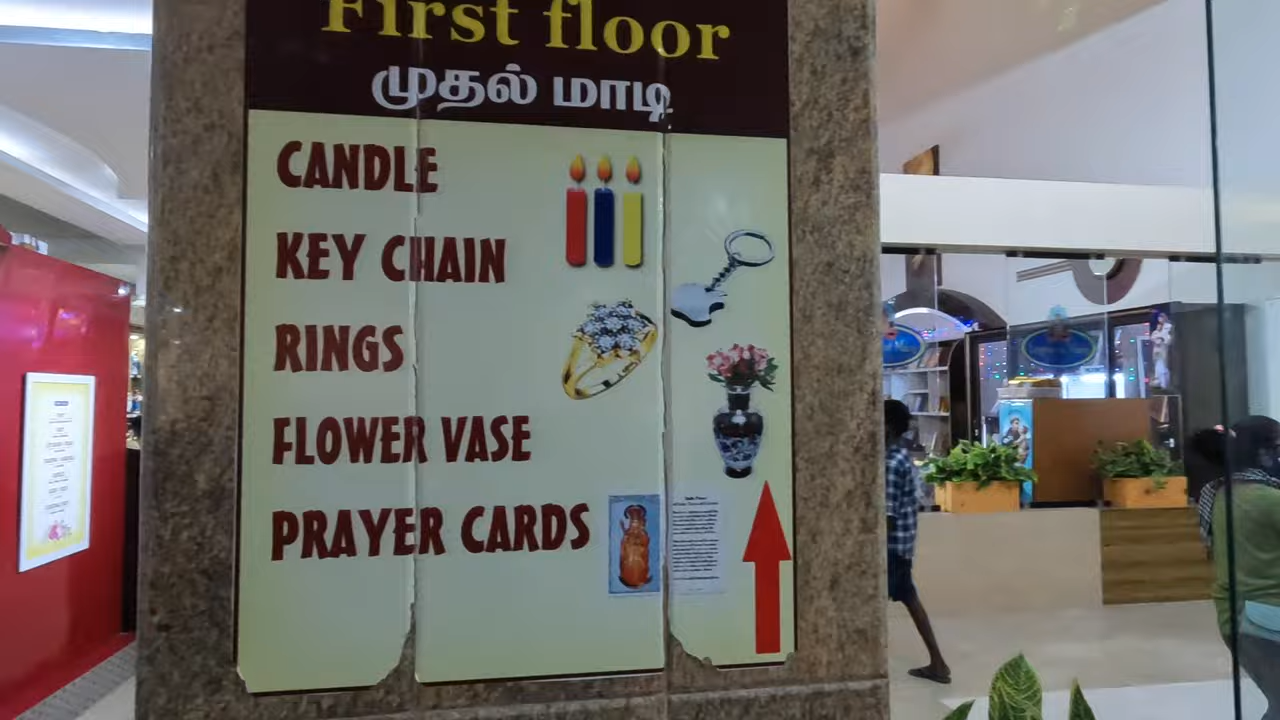 First floor
முதல் மாடி
CANDLE
KEY CHAIN
RINGS
FLOWER VASE
PRAYER CARDS